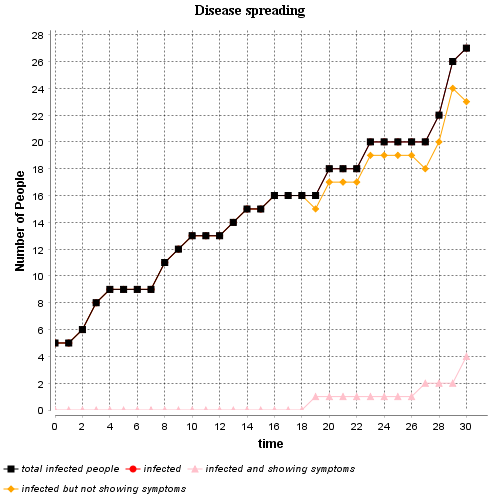 Disease spreading
Number of People
28
26
24
22
20
18
16
14
12
10
8
6
4
2
0
0 2 4 6 8 10 12 14 16 18 20 22 24 26 28 30
time
total infected people infected infected and showing symptoms
infected but not showing symptoms